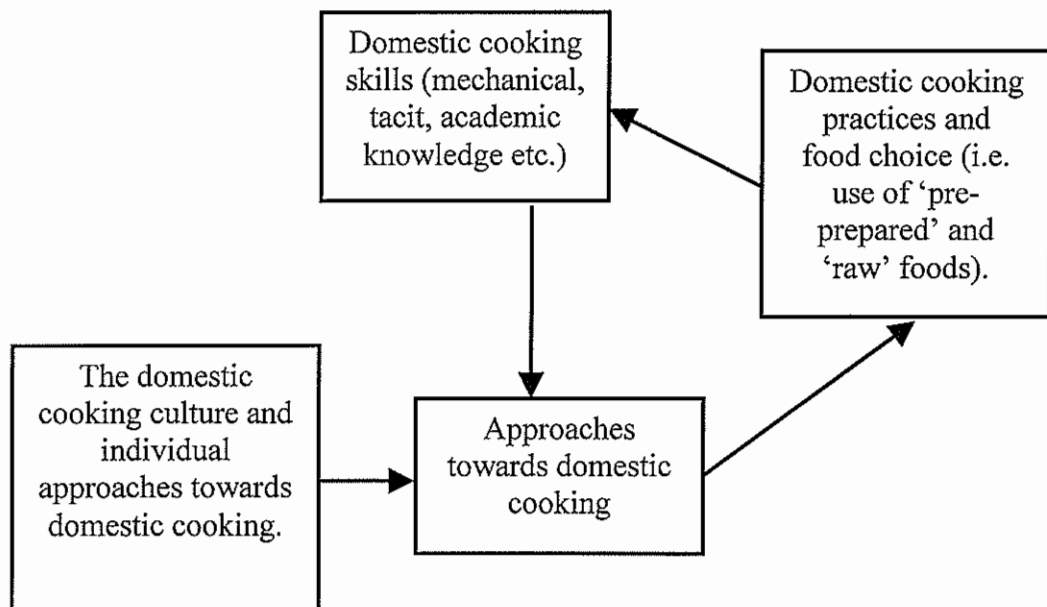 Domestic cooking
skills (mechanical,
tacit, academic
knowledge etc.)
Domestic cooking
practices and
food choice (i.e.
use of ‘pre-
prepared’ and
‘raw’ foods).
The domestic
cooking culture and
individual
approaches towards
domestic cooking.
Approaches
towards domestic
cooking